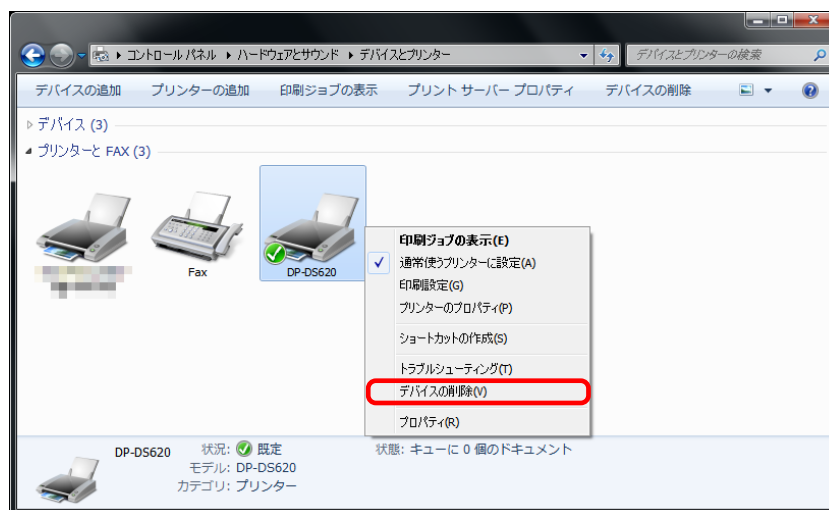 コントロール パネル ▸ ハードウェアとサウンド ▸ デバイスとプリンター
デバイスとプリンターの検索
デバイスの追加 プリンターの追加 印刷ジョブの表示 プリント サーバー プロパティ デバイスの削除
デバイス (3)
プリンターと FAX (3)
Fax
DP-DS620
印刷ジョブの表示(E)
通常使うプリンターに設定(A)
印刷設定(G)
プリンターのプロパティ(P)
ショートカットの作成(S)
トラブルシューティング(T)
デバイスの削除(V)
プロパティ(R)
DP-DS620 状況: 既定 状態: キューに 0 個のドキュメント
モデル: DP-DS620
カテゴリ: プリンター